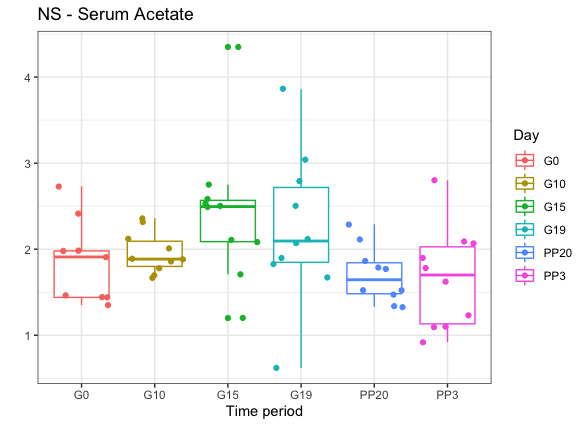 NS - Serum Acetate
4
3
2
1
G0 G10 G15 G19 PP20 PP3
Time period
Day
G0
G10
G15
G19
PP20
PP3